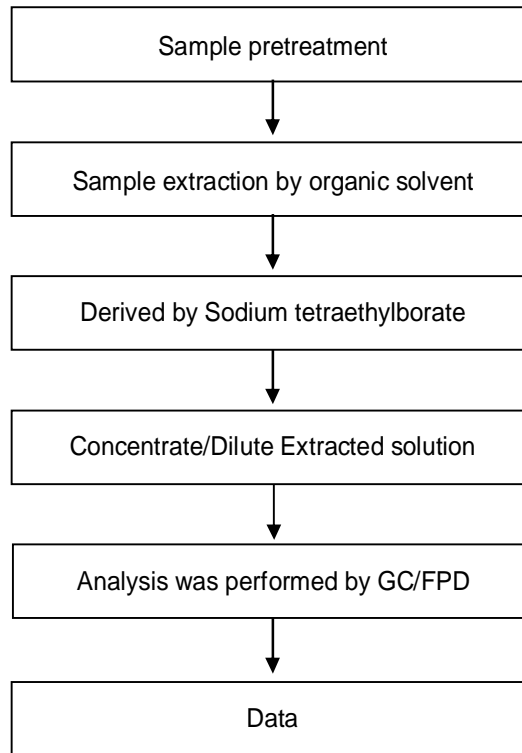 Sample pretreatment
Sample extraction by organic solvent
Derived by Sodium tetraethylborate
Concentrate/Dilute Extracted solution
Analysis was performed by GC/FPD
Data